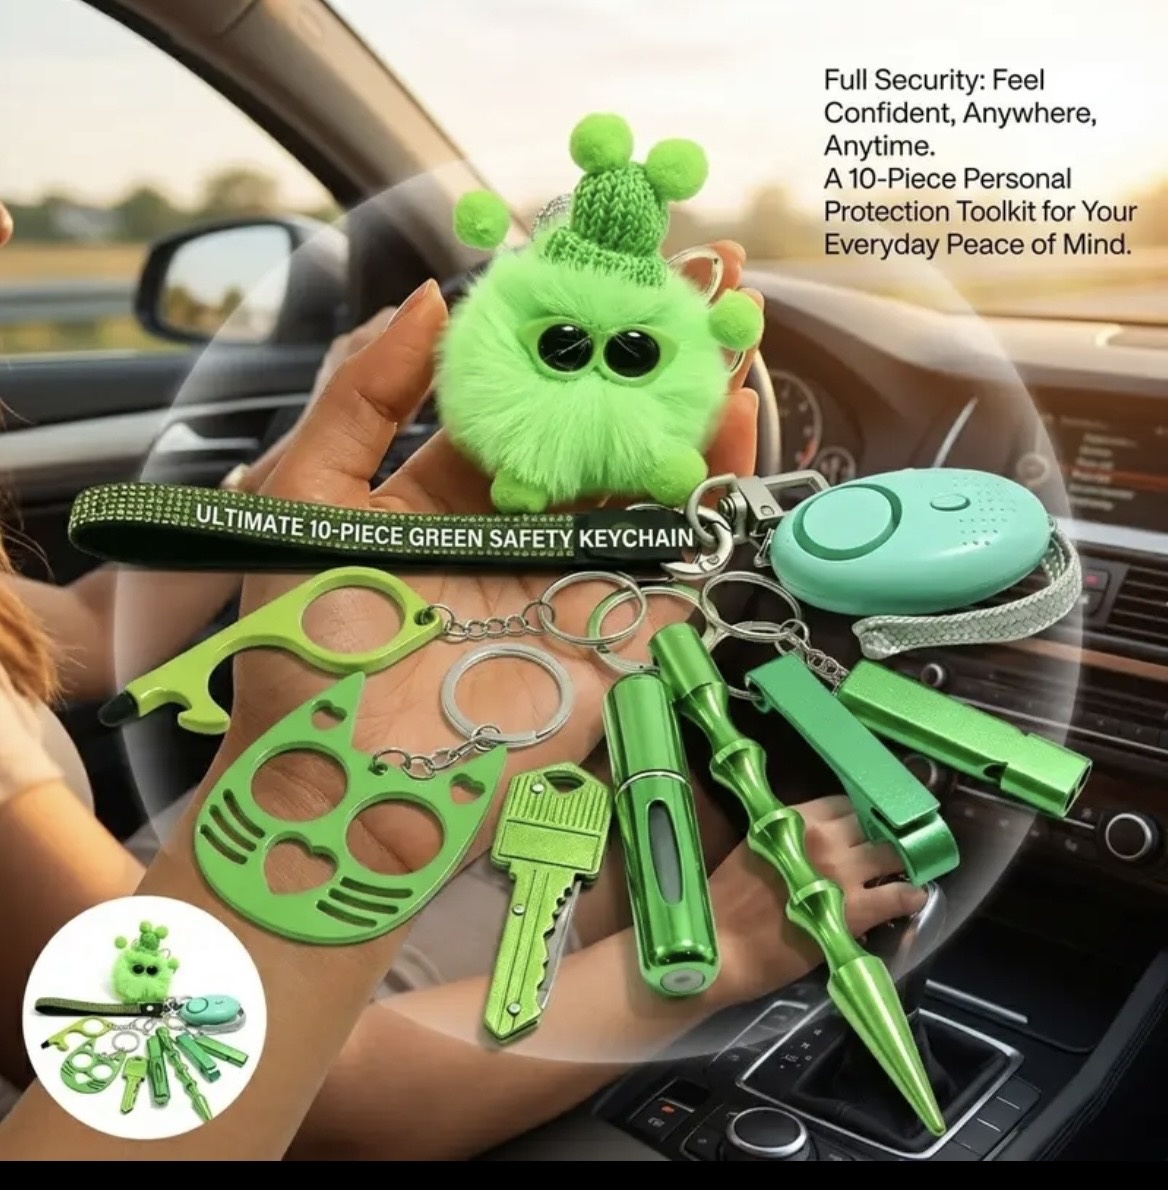 Full Security: Feel
Confident, Anywhere,
Anytime.
A 10-Piece Personal
Protection Toolkit for Your
Everyday Peace of Mind.
ULTIMATE 10-PIECE GREEN SAFETY KEYCHAIN